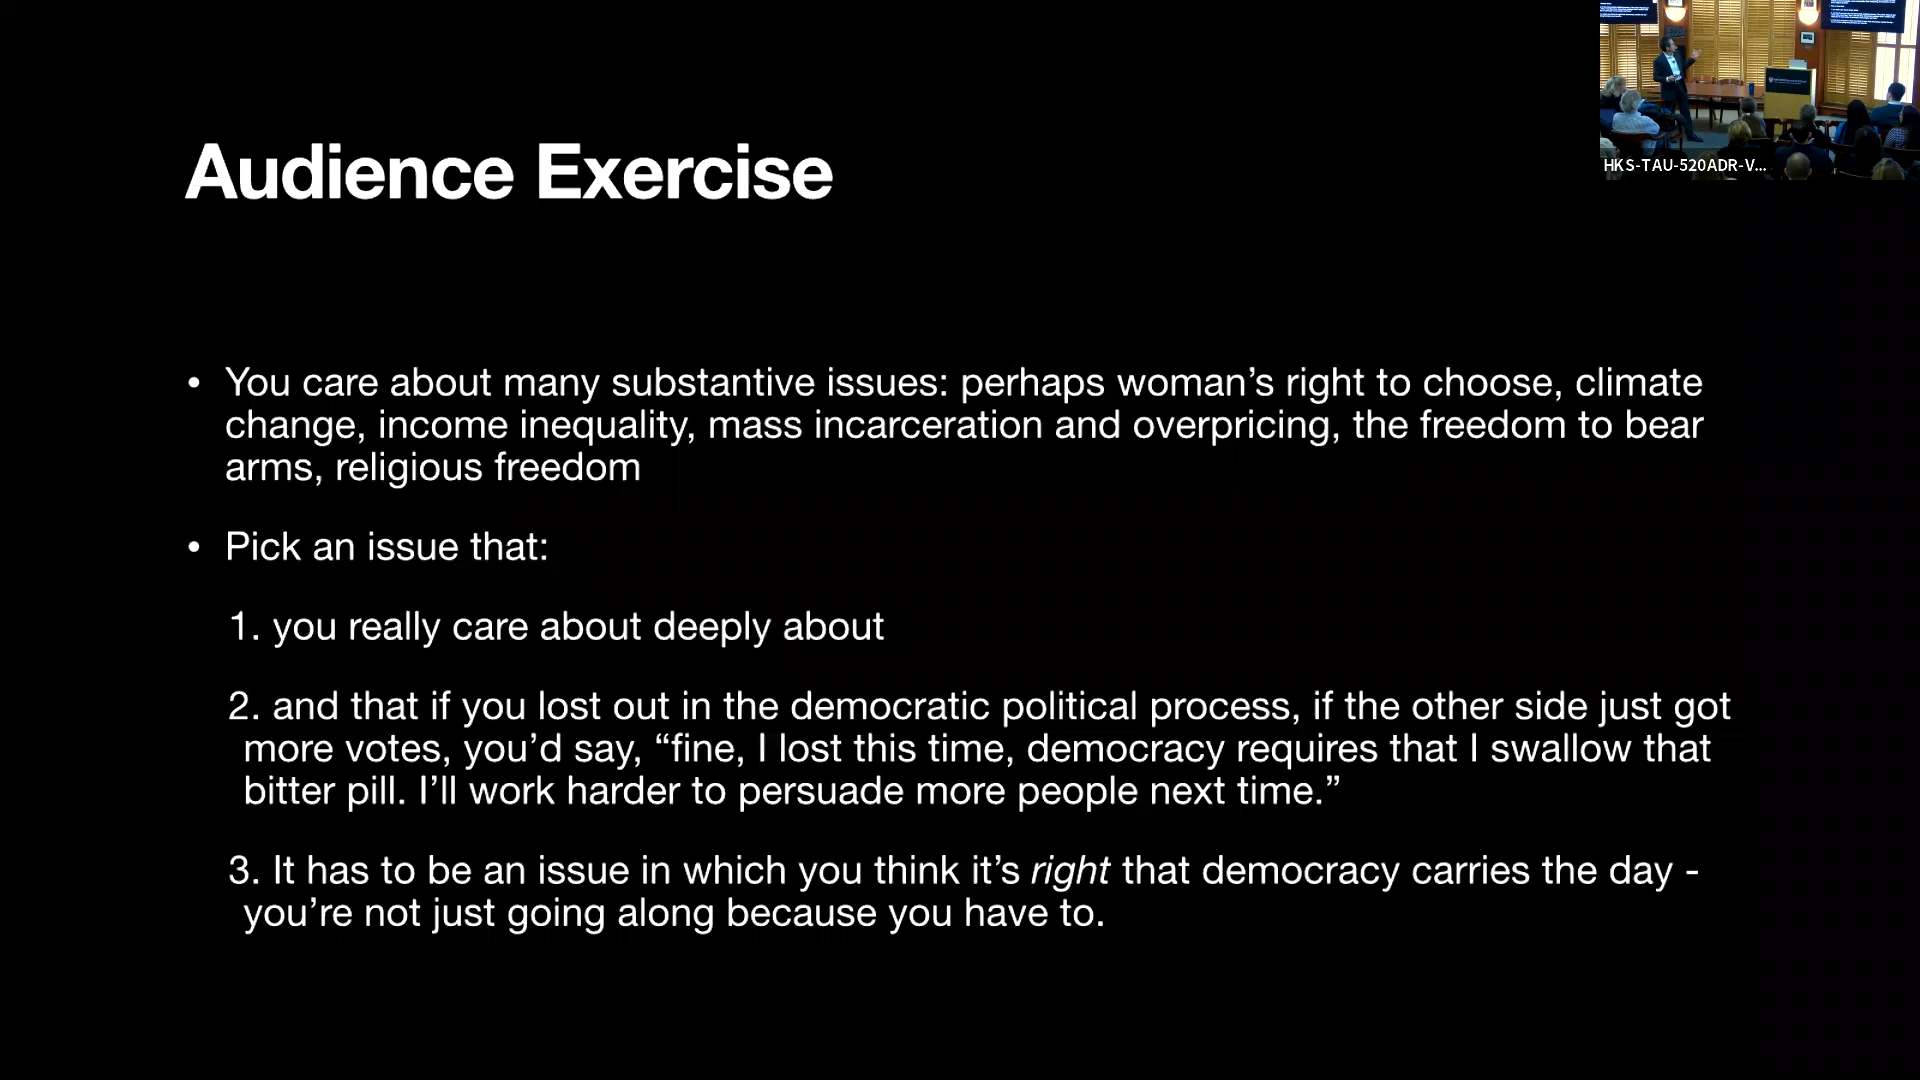 HKS-TAU-520ADR-V...
Audience Exercise
• You care about many substantive issues: perhaps woman’s right to choose, climate
change, income inequality, mass incarceration and overpricing, the freedom to bear
arms, religious freedom
• Pick an issue that:
1. you really care about deeply about
2. and that if you lost out in the democratic political process, if the other side just got
more votes, you’d say, “fine, I lost this time, democracy requires that I swallow that
bitter pill. I’ll work harder to persuade more people next time.”
3. It has to be an issue in which you think it’s right that democracy carries the day -
you’re not just going along because you have to.